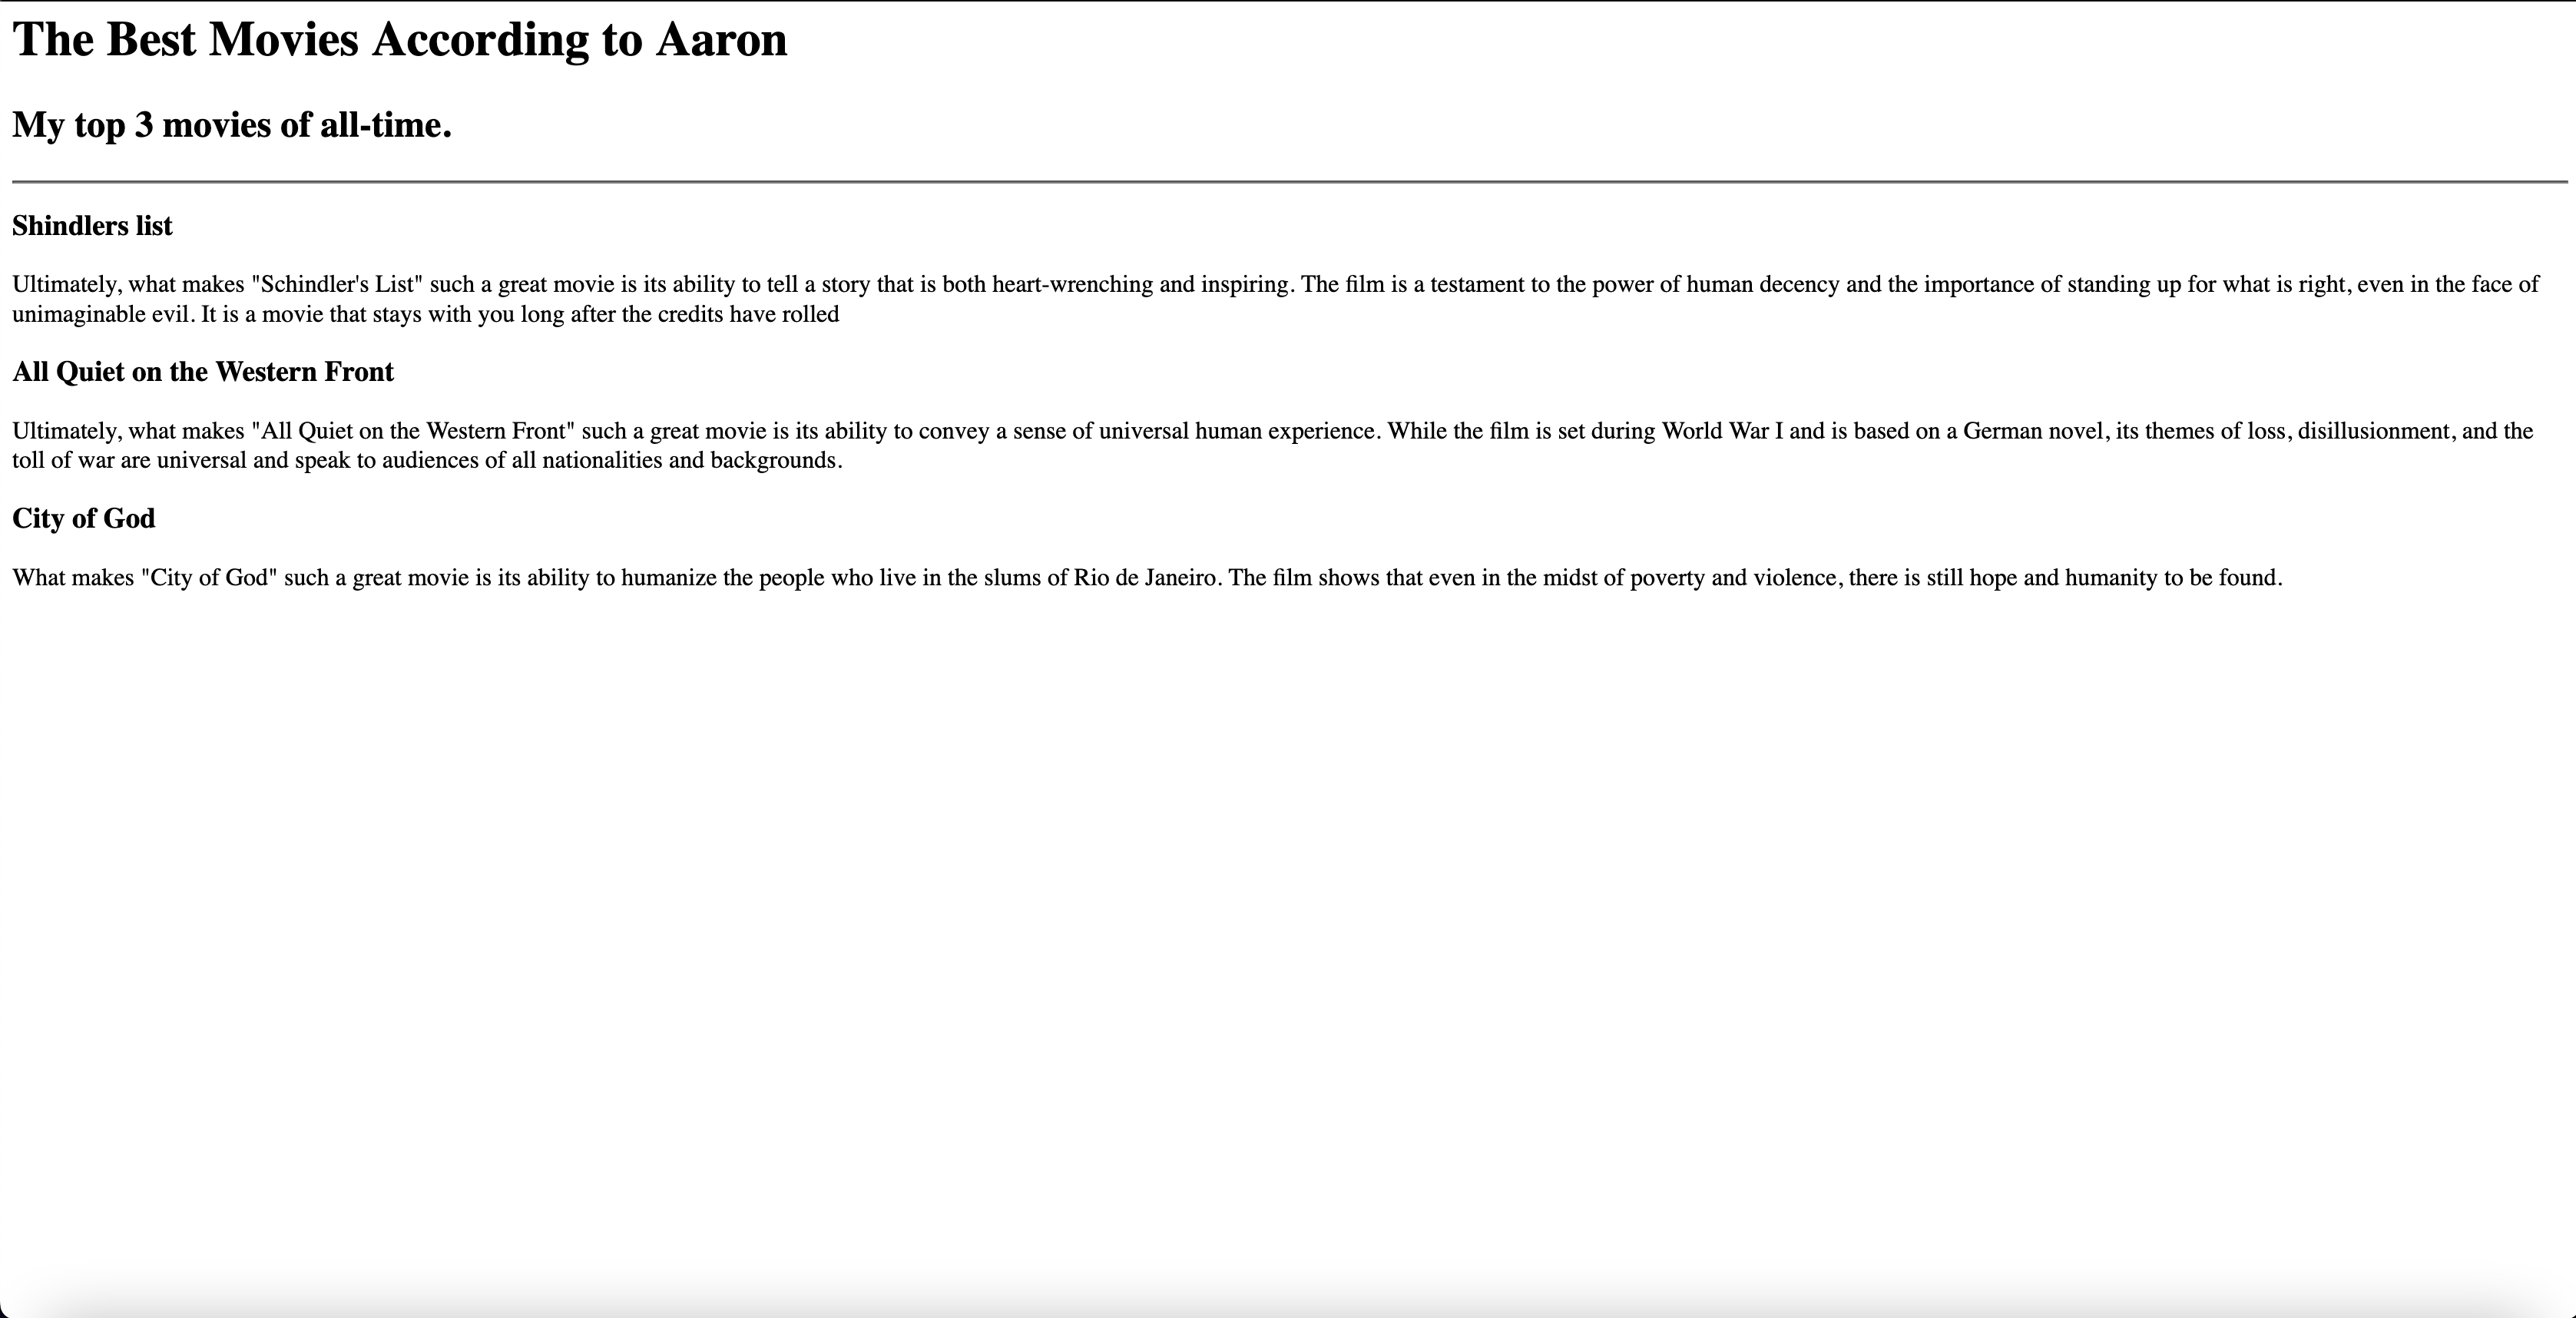 The Best Movies According to Aaron
My top 3 movies of all-time.
Shindlers list
Ultimately, what makes "Schindler's List" such a great movie is its ability to tell a story that is both heart-wrenching and inspiring. The film is a testament to the power of human decency and the importance of standing up for what is right, even in the face of
unimaginable evil. It is a movie that stays with you long after the credits have rolled
All Quiet on the Western Front
Ultimately, what makes "All Quiet on the Western Front" such a great movie is its ability to convey a sense of universal human experience. While the film is set during World War I and is based on a German novel, its themes of loss, disillusionment, and the
toll of war are universal and speak to audiences of all nationalities and backgrounds.
City of God
What makes "City of God" such a great movie is its ability to humanize the people who live in the slums of Rio de Janeiro. The film shows that even in the midst of poverty and violence, there is still hope and humanity to be found.